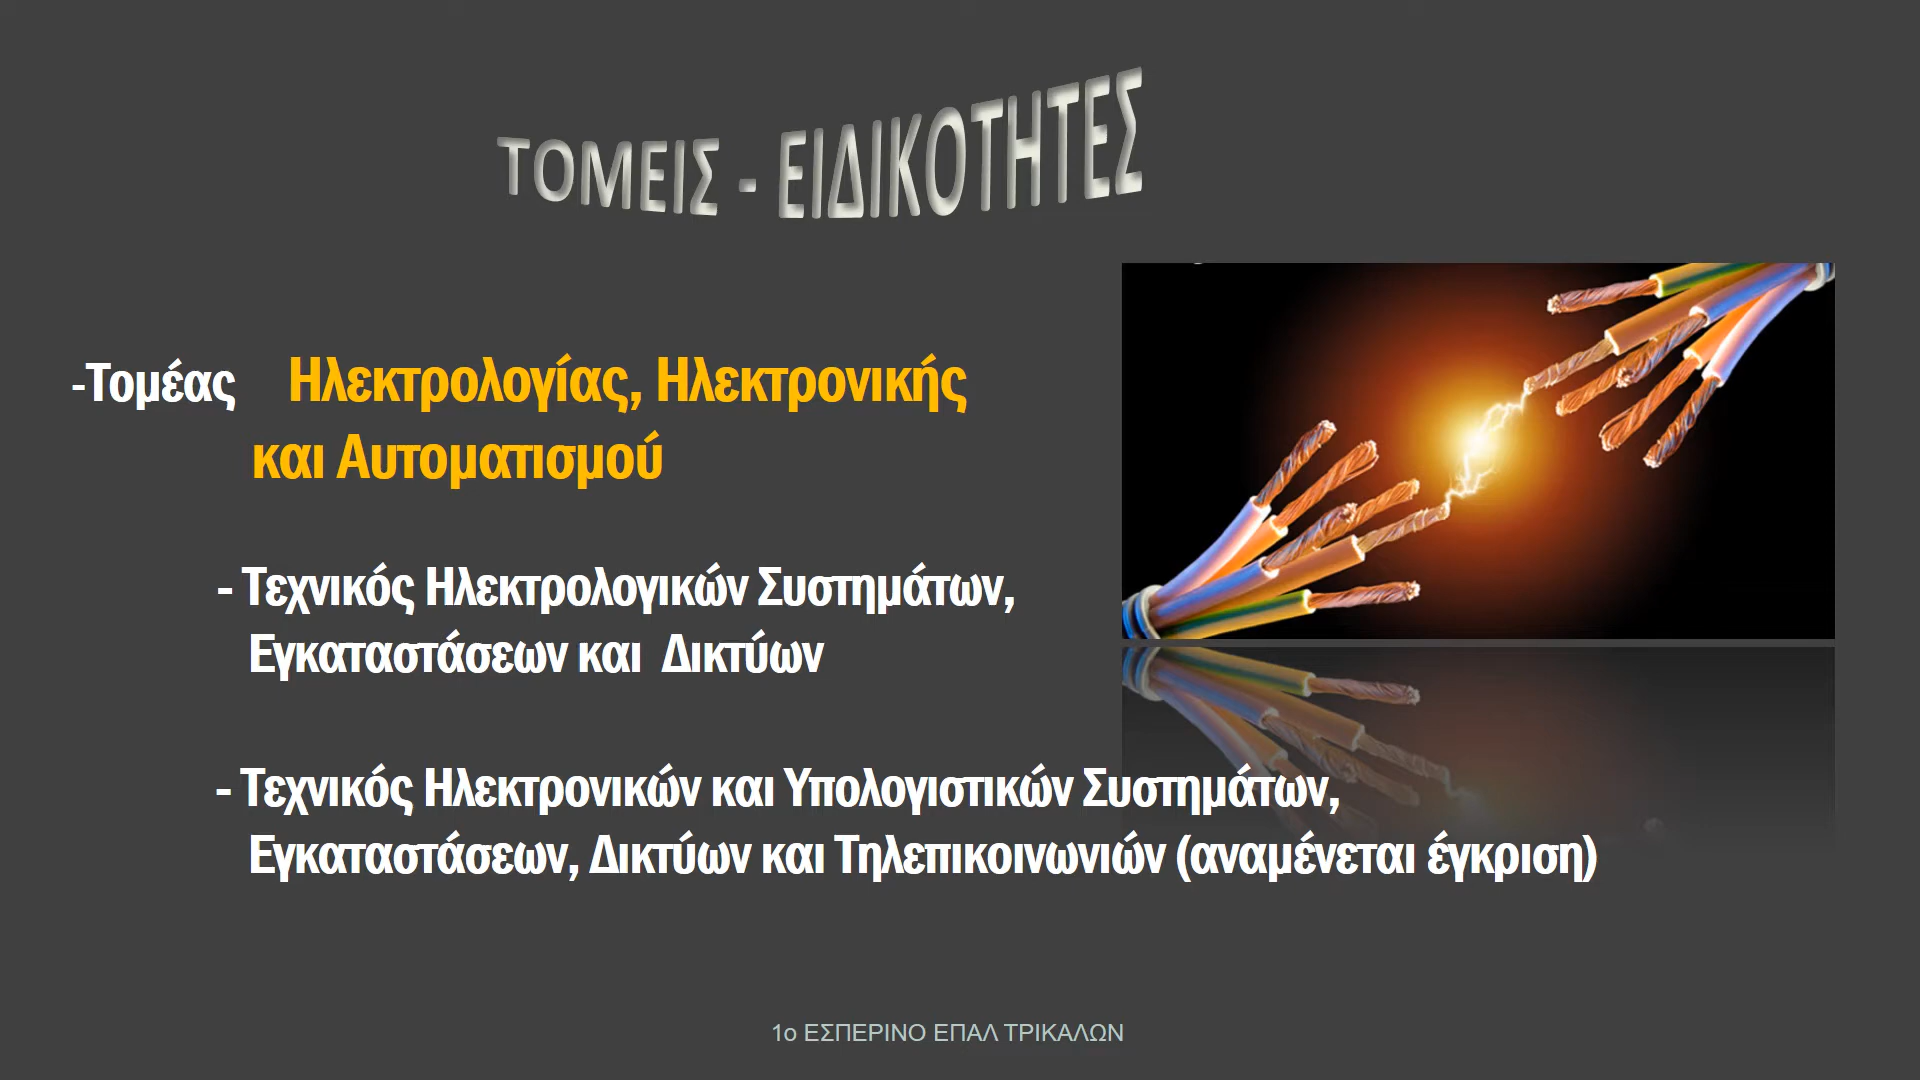 ΤΟΜΕΙΣ - ΕΙΔΙΚΟΤΗΤΕΣ
-Τομέας Ηλεκτρολογίας, Ηλεκτρονικής
και Αυτοματισμού
- Τεχνικός Ηλεκτρολογικών Συστημάτων,
Εγκαταστάσεων και Δικτύων
- Τεχνικός Ηλεκτρονικών και Υπολογιστικών Συστημάτων,
Εγκαταστάσεων, Δικτύων και Τηλεπικοινωνιών (αναμένεται έγκριση)
1ο ΕΣΠΕΡΙΝΟ ΕΠΑΛ ΤΡΙΚΑΛΩΝ